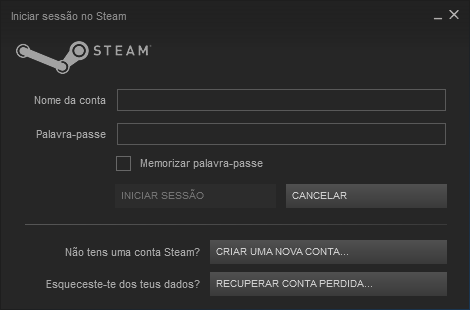 Iniciar sessão no Steam
STEAM
Nome da conta
Palavra-passe
Memorizar palavra-passe
INICIAR SESSÃO CANCELAR
Não tens uma conta Steam? CRIAR UMA NOVA CONTA...
Esqueceste-te dos teus dados? RECUPERAR CONTA PERDIDA...